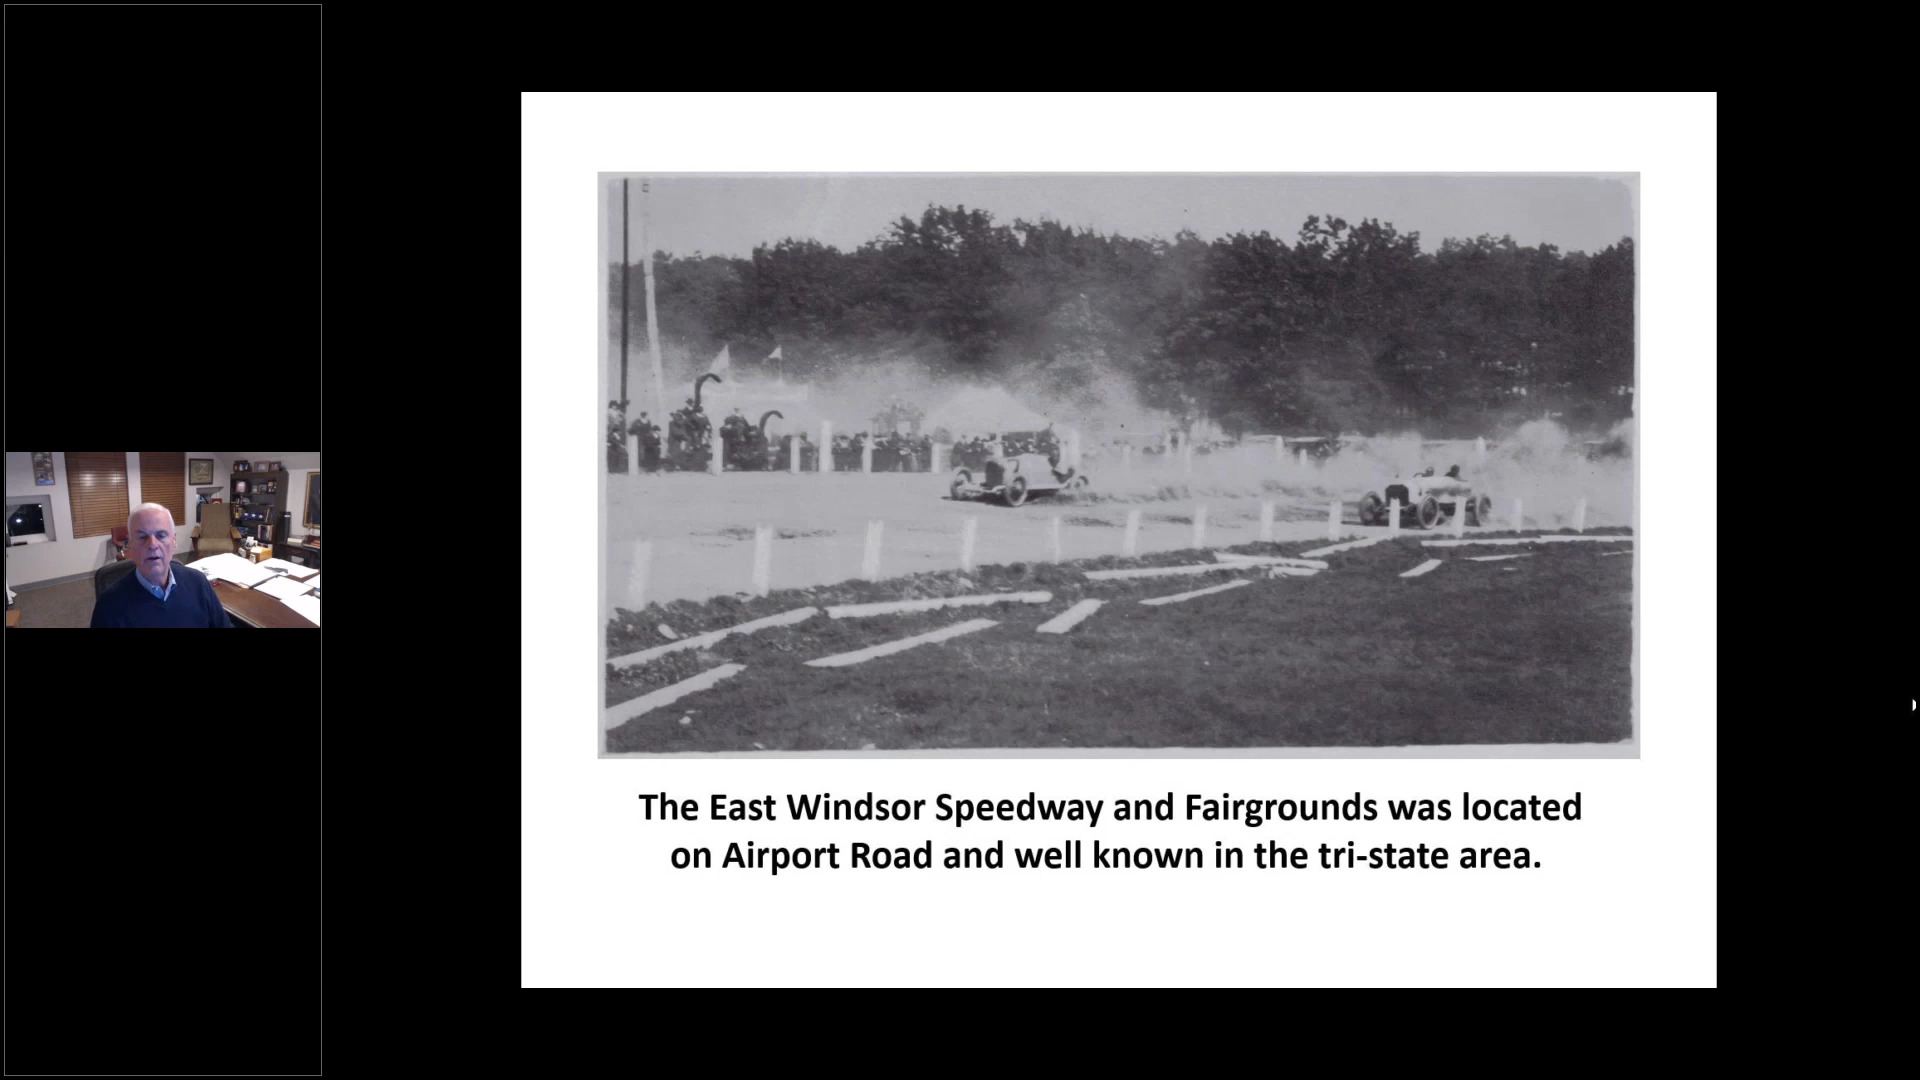 The East Windsor Speedway and Fairgrounds was located
on Airport Road and well known in the tri-state area.